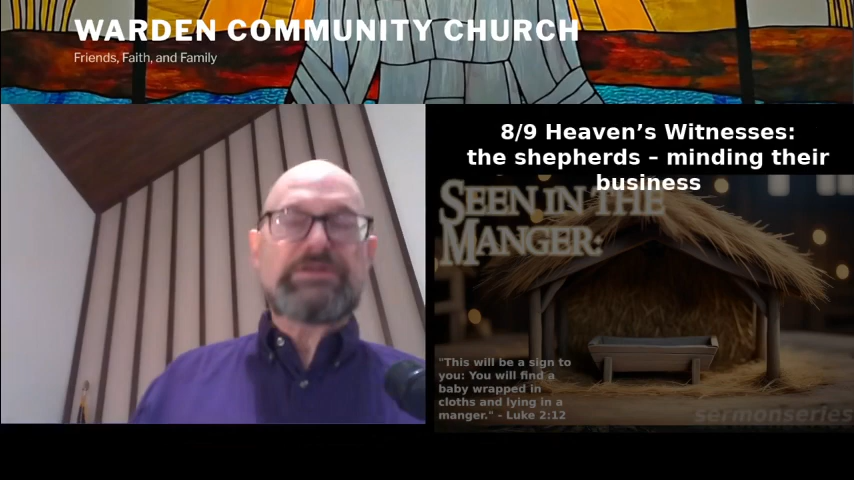 WARDEN COMMUNITY CHURCH
Friends, Faith, and Family
8/9 Heaven’s Witnesses:
the shepherds – minding their
business
SEEN IN THE
MANGER:
"This will be a sign to
you: You will find a
baby wrapped in
cloths and lying in a
manger." - Luke 2:12
sermonseries